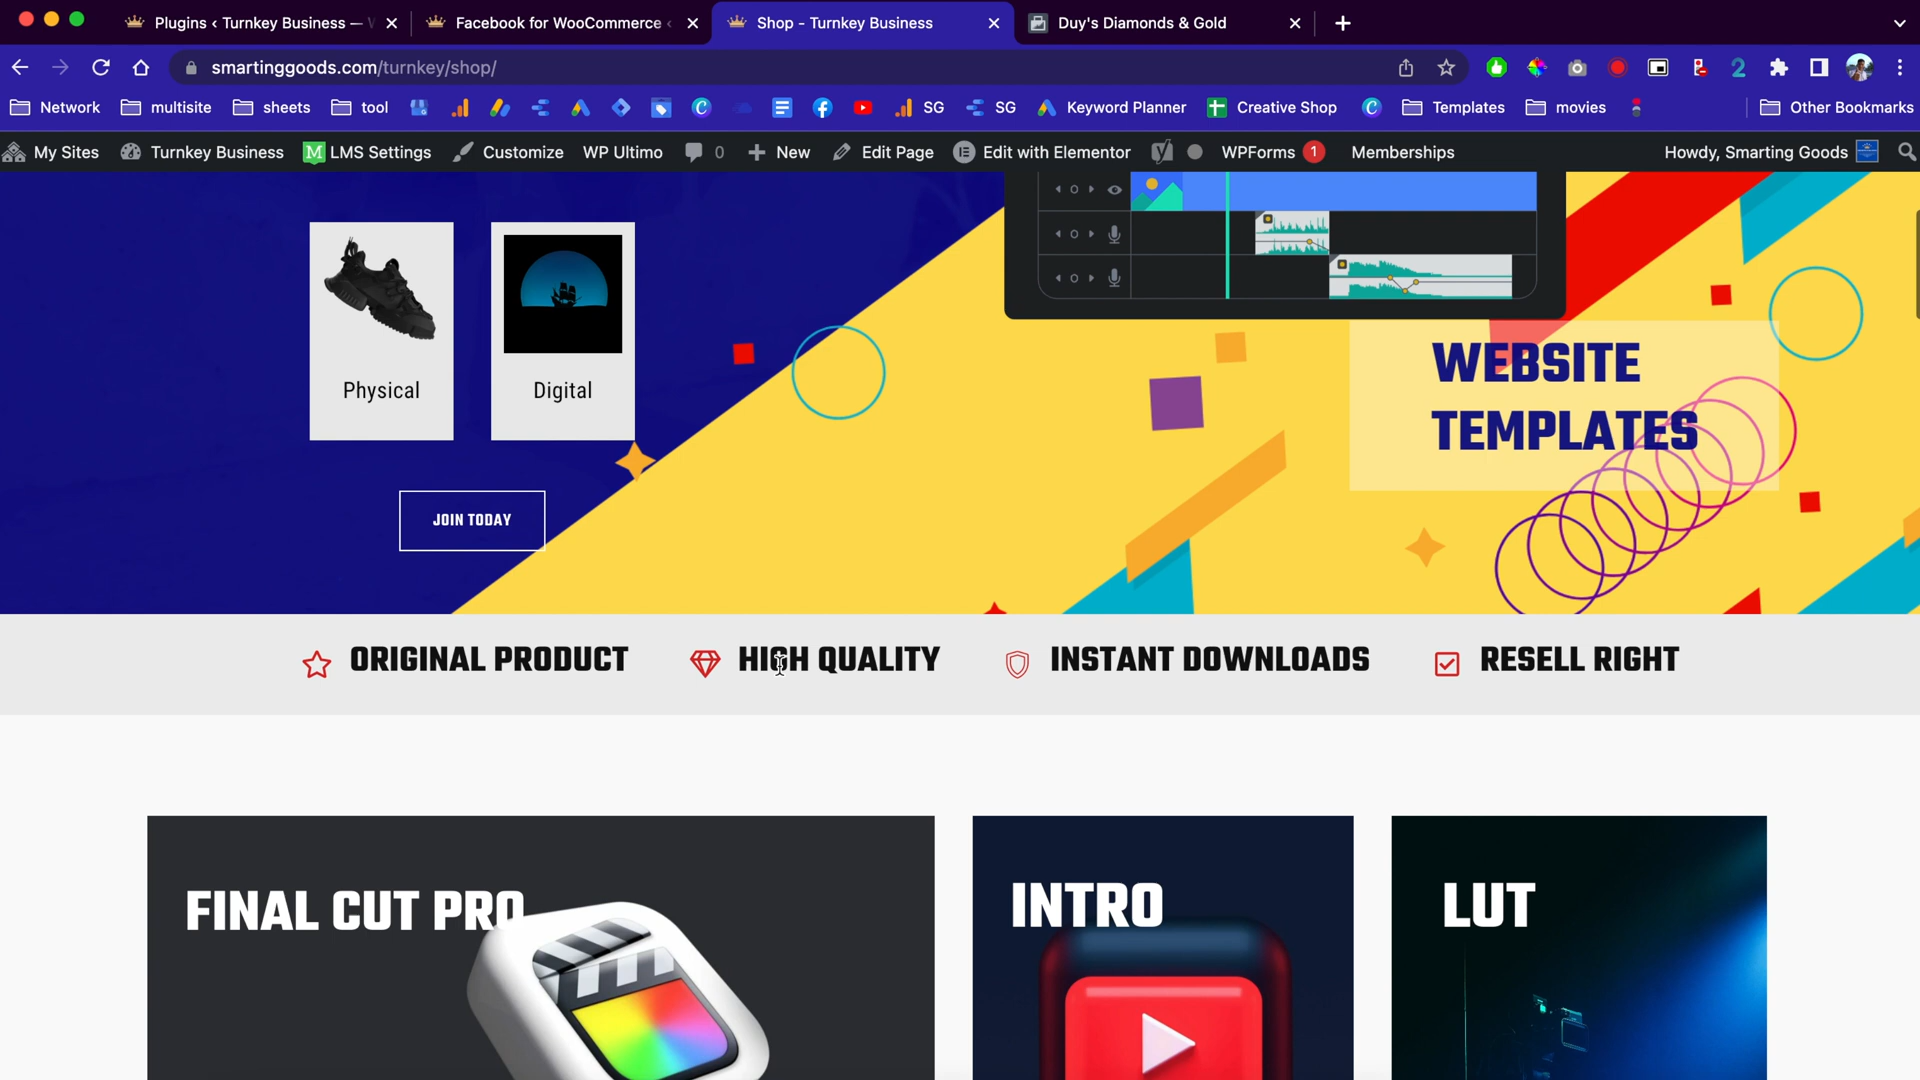 Plugins ‹ Turnkey Business —
Facebook for WooCommerce ‹
Shop - Turnkey Business
Duy's Diamonds & Gold
smartinggoods.com/turnkey/shop/
Network
multisite
sheets
tool
SG
SG
Keyword Planner
Creative Shop
Templates
movies
Other Bookmarks
My Sites
Turnkey Business
LMS Settings
Customize
WP Ultimo
0
New
Edit Page
Edit with Elementor
WPForms 1
Memberships
Howdy, Smarting Goods
Physical
Digital
JOIN TODAY
WEBSITE
TEMPLATES
ORIGINAL PRODUCT
HIGH QUALITY
INSTANT DOWNLOADS
RESELL RIGHT
FINAL CUT PRO
INTRO
LUT